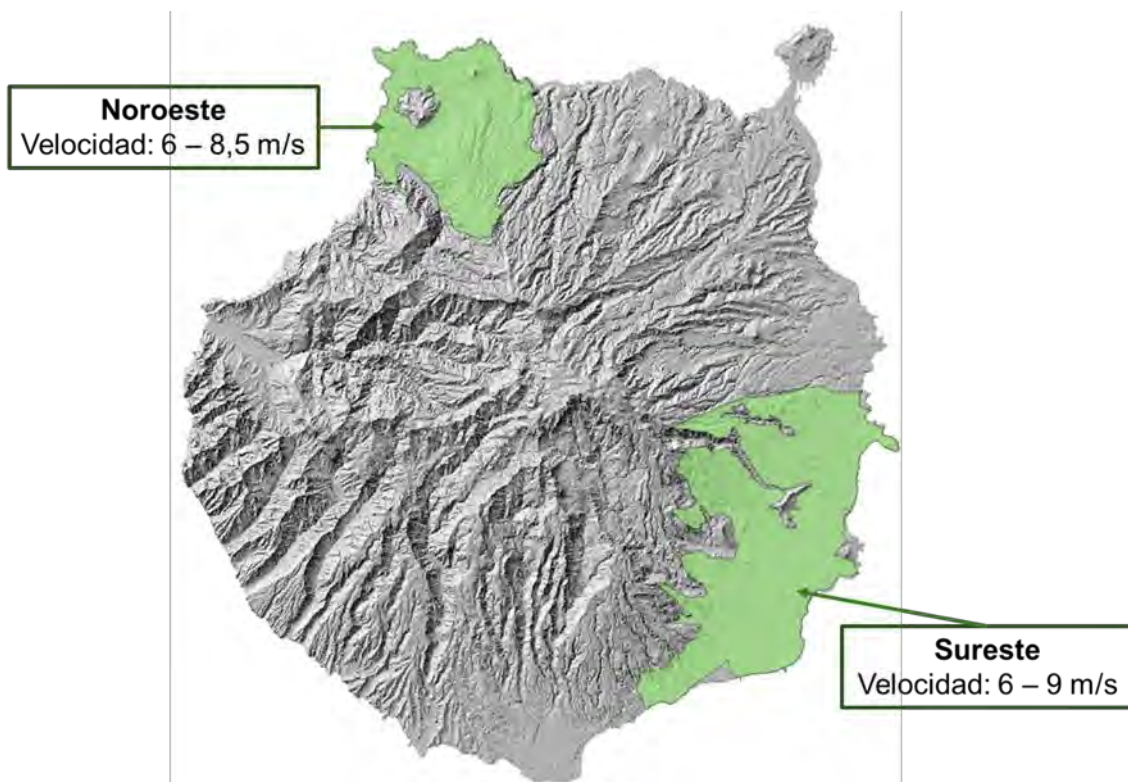 Noroeste
Velocidad: 6 – 8,5 m/s
Sureste
Velocidad: 6 – 9 m/s